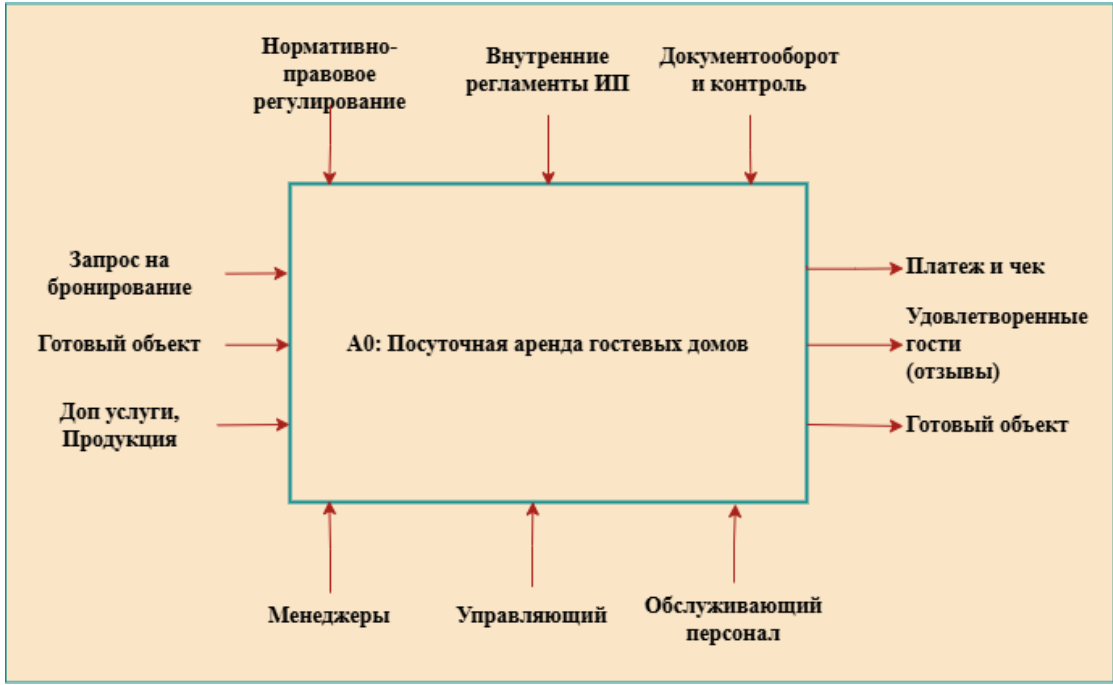 Нормативно-
правовое
регулирование
Внутренние
регламенты ИП
Документооборот
и контроль
Запрос на
бронирование
Готовый объект
Доп услуги,
Продукция
А0: Посуточная аренда гостевых домов
Платеж и чек
Удовлетворенные
гости
(отзывы)
Готовый объект
Менеджеры
Управляющий
Обслуживающий
персонал